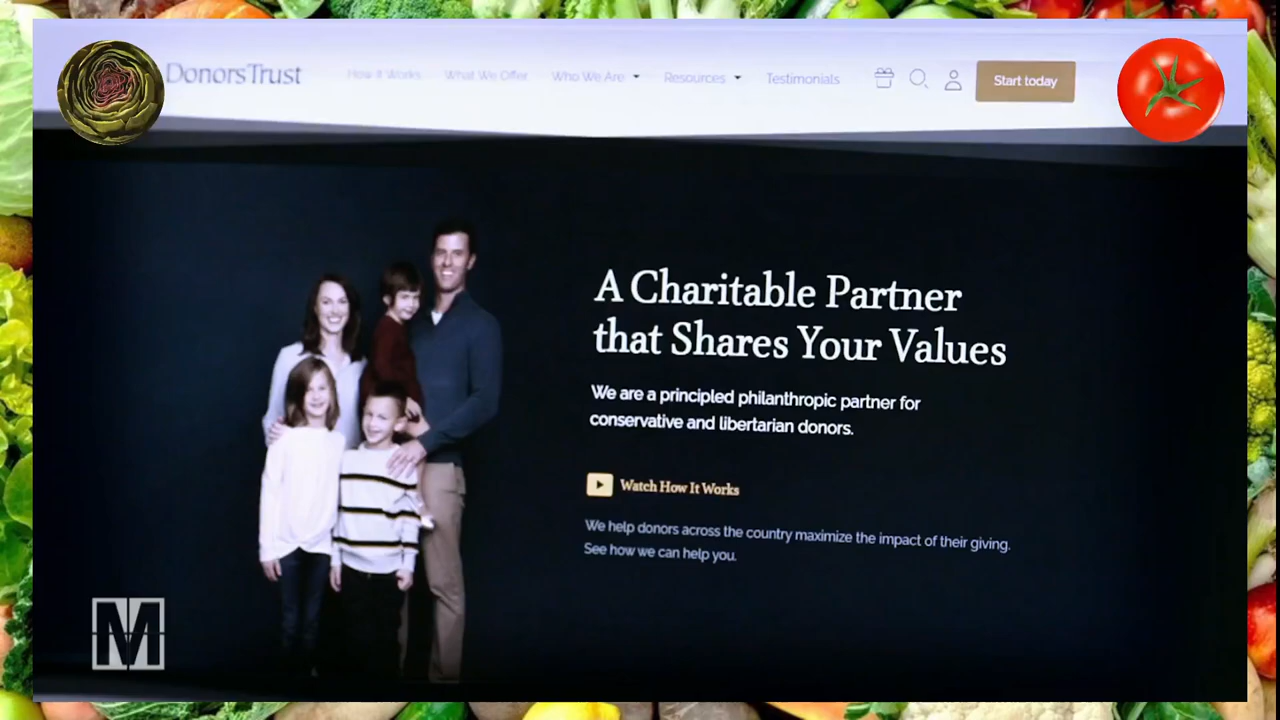 DonorsTrust
How It Works
What We Offer
Who We Are
Resources
Testimonials
Start today
A Charitable Partner
that Shares Your Values
We are a principled philanthropic partner for
conservative and libertarian donors.
Watch How It Works
We help donors across the country maximize the impact of their giving.
See how we can help you.
M